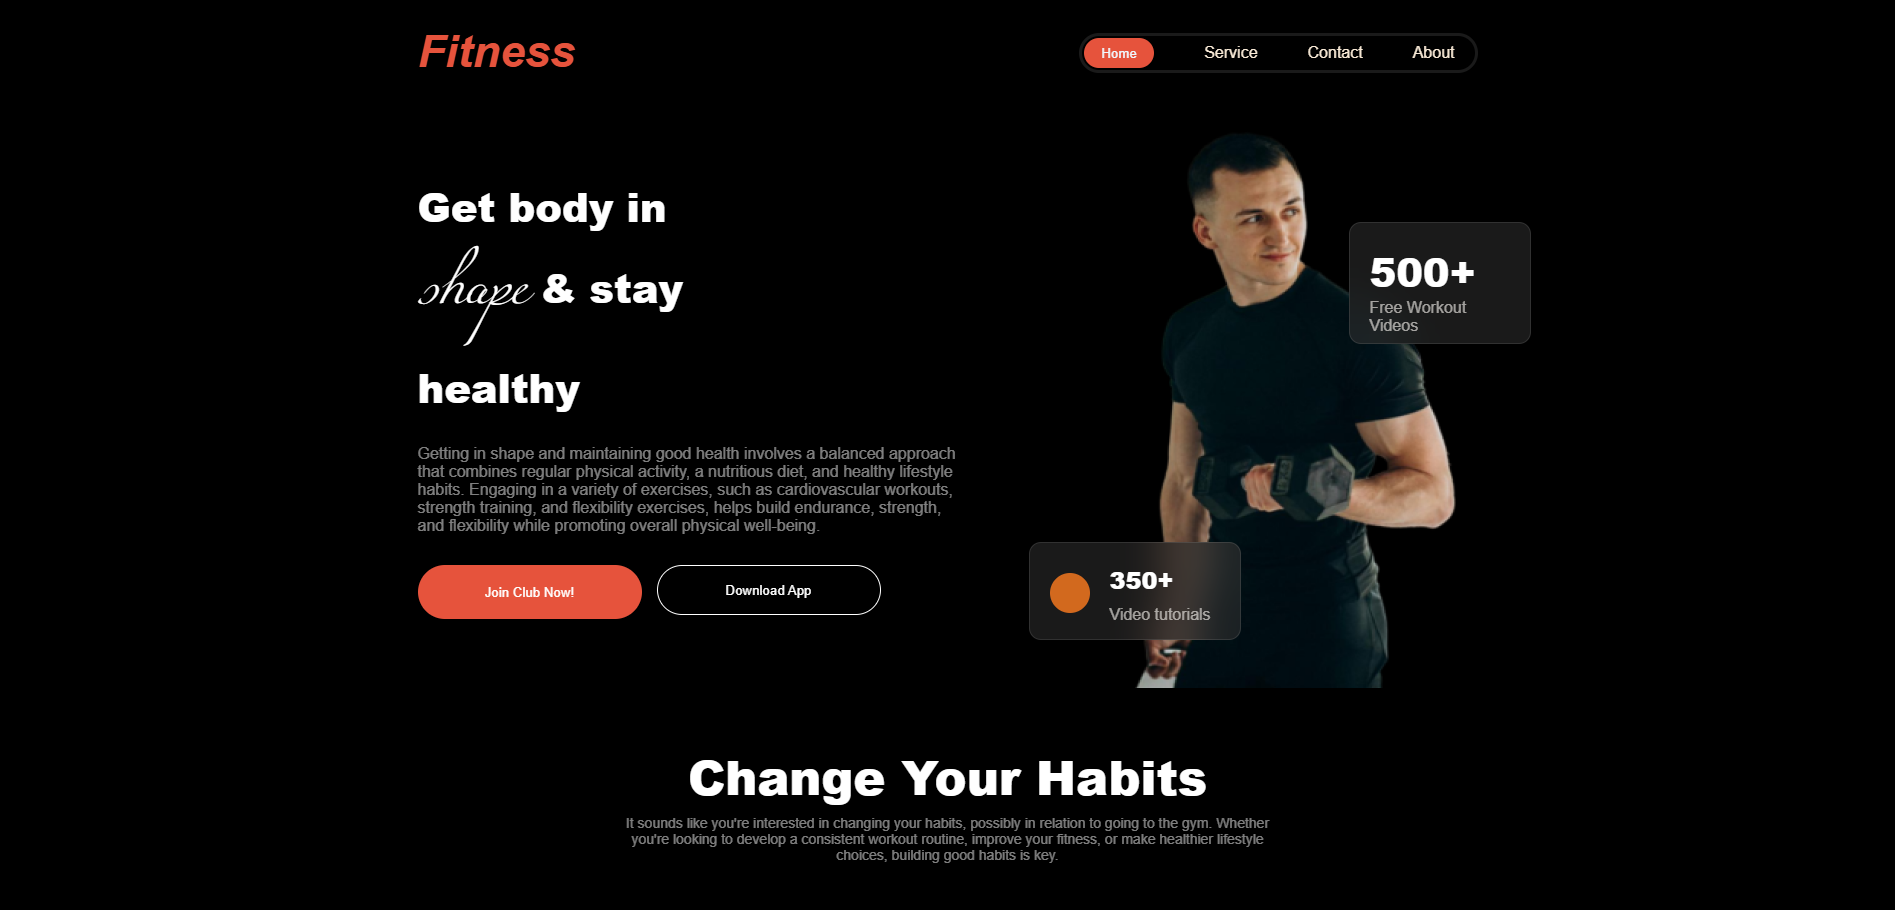 Fitness
Home Service Contact About
Get body in
shape & stay
healthy
500+
Free Workout
Videos
Getting in shape and maintaining good health involves a balanced approach
that combines regular physical activity, a nutritious diet, and healthy lifestyle
habits. Engaging in a variety of exercises, such as cardiovascular workouts,
strength training, and flexibility exercises, helps build endurance, strength,
and flexibility while promoting overall physical well-being.
Join Club Now! Download App
350+
Video tutorials
Change Your Habits
It sounds like you're interested in changing your habits, possibly in relation to going to the gym. Whether
you're looking to develop a consistent workout routine, improve your fitness, or make healthier lifestyle
choices, building good habits is key.